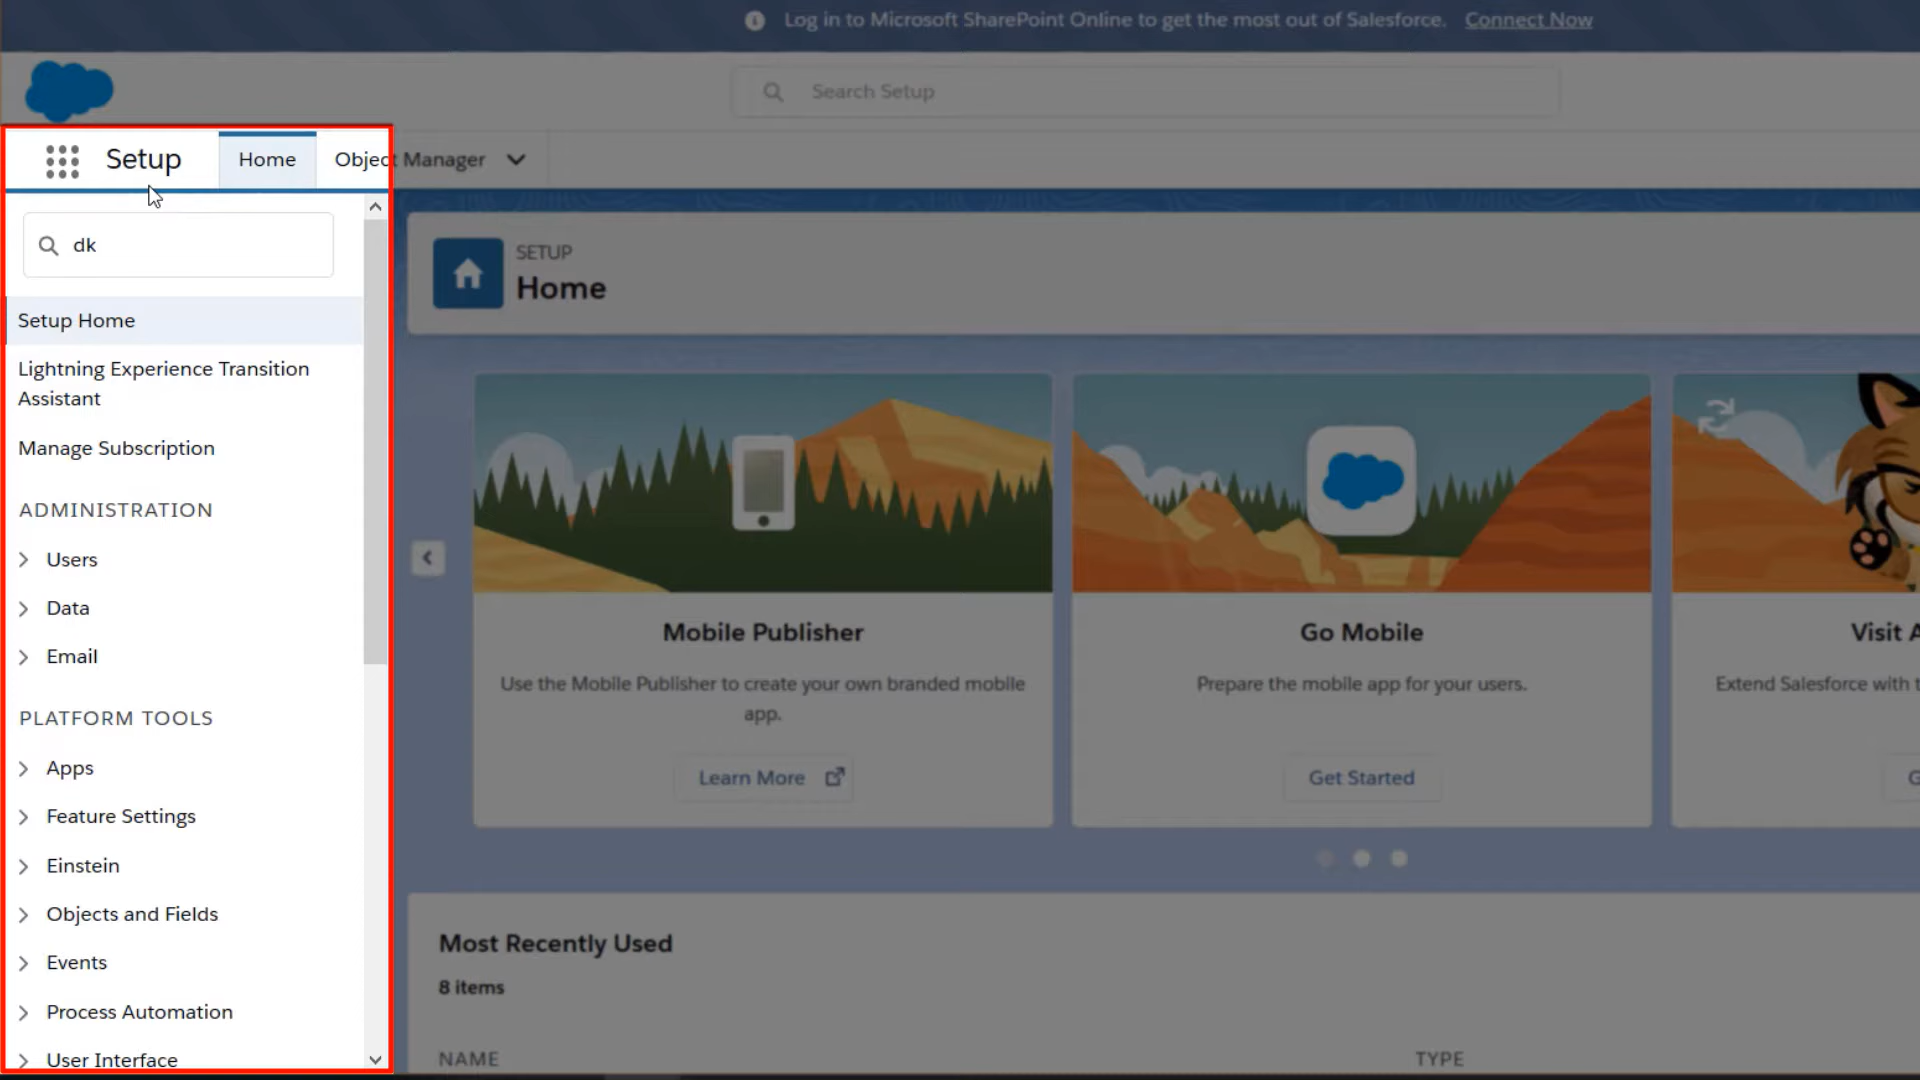 Log in to Microsoft SharePoint Online to get the most out of Salesforce. Connect Now
Search Setup
Setup
Home
Object Manager
dk
Setup Home
Lightning Experience Transition
Assistant
Manage Subscription
ADMINISTRATION
Users
Data
Email
PLATFORM TOOLS
Apps
Feature Settings
Einstein
Objects and Fields
Events
Process Automation
User Interface
SETUP
Home
Mobile Publisher
Use the Mobile Publisher to create your own branded mobile
app.
Learn More
Go Mobile
Prepare the mobile app for your users.
Get Started
Visit A
Extend Salesforce with t
G
Most Recently Used
8 items
NAME
TYPE